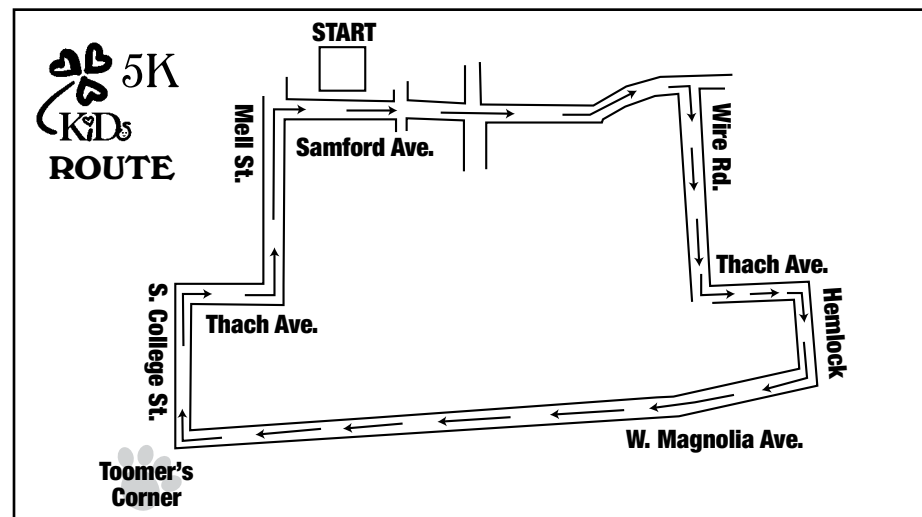 START
5K
KiDs
ROUTE
Mell St.
Samford Ave.
Wire Rd.
Thach Ave.
Hemlock
S. College St.
Thach Ave.
W. Magnolia Ave.
Toomer's
Corner